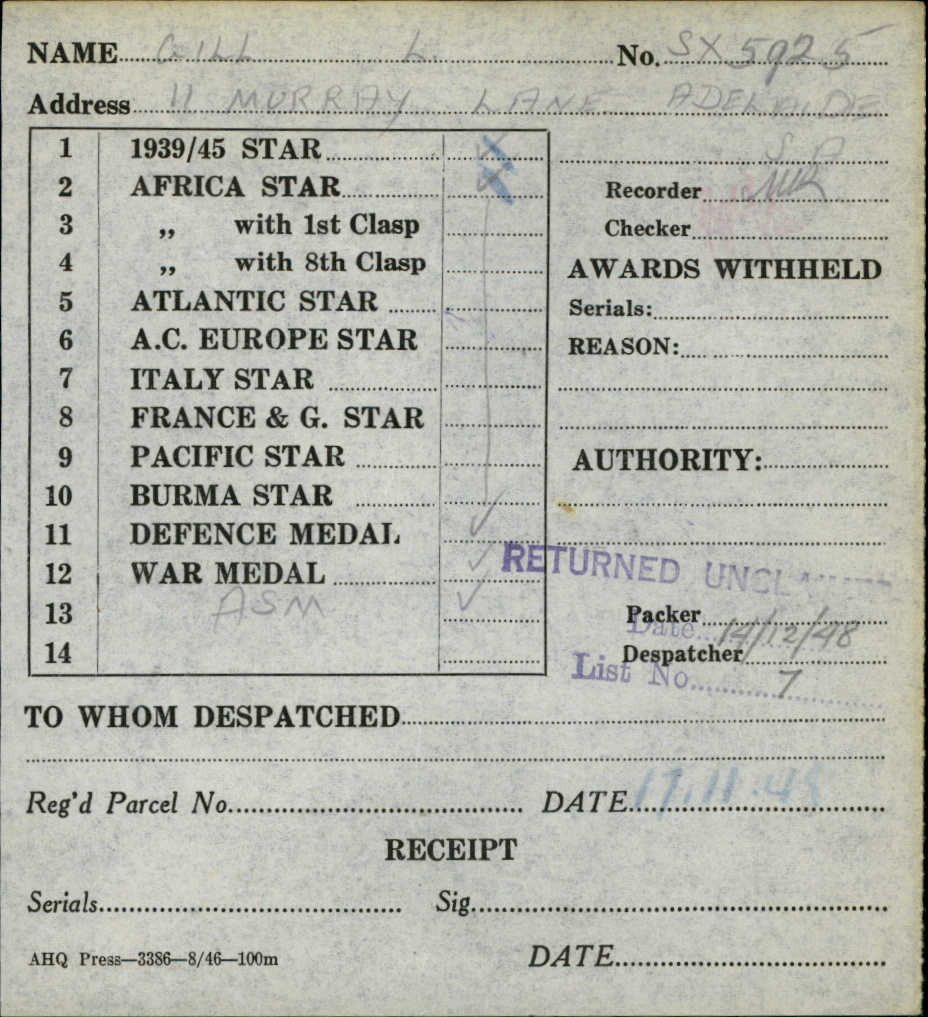 NAME GILL L. No. SX5925
Address 11 MURRAY LANE ADELAIDE
S A
1 1939/45 STAR
2 AFRICA STAR
3 ,, with 1st Clasp
4 ,, with 8th Clasp
5 ATLANTIC STAR
6 A.C. EUROPE STAR
7 ITALY STAR
8 FRANCE & G. STAR
9 PACIFIC STAR
10 BURMA STAR
11 DEFENCE MEDAL ✓
12 WAR MEDAL ✓
13 ASM ✓
14
Recorder
Checker
AWARDS WITHHELD
Serials:
REASON:
AUTHORITY:
RETURNED
Packer
Date 14/12/48
Despatcher
List No. 7
TO WHOM DESPATCHED
Reg'd Parcel No. DATE 17.11.48
RECEIPT
Serials Sig.
AHQ Press—3386—8/46—100m DATE